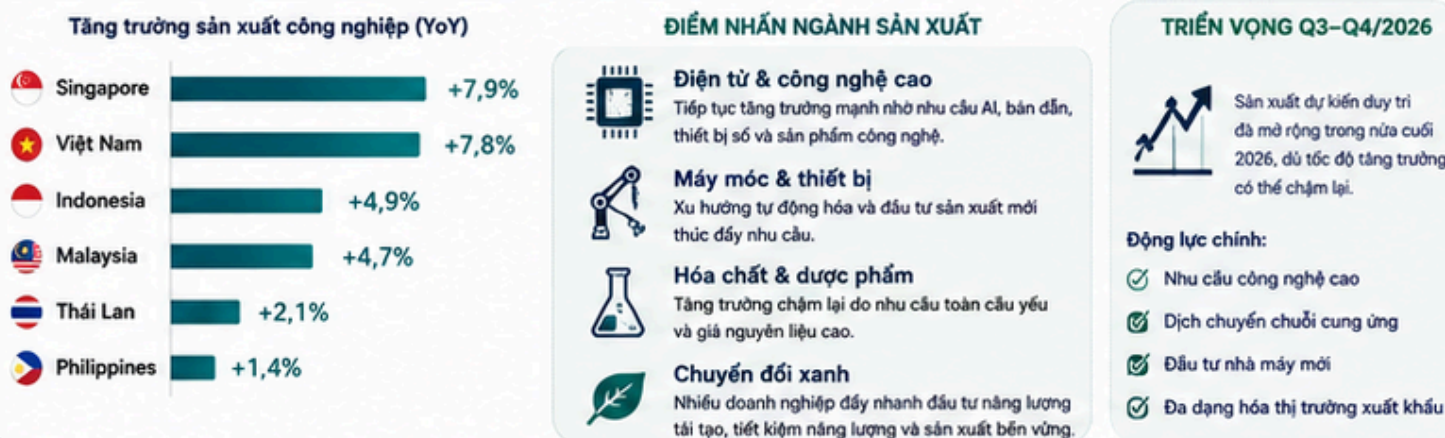 Tăng trưởng sản xuất công nghiệp (YoY)
Singapore +7,9%
Việt Nam +7,8%
Indonesia +4,9%
Malaysia +4,7%
Thái Lan +2,1%
Philippines +1,4%
ĐIỂM NHẤN NGÀNH SẢN XUẤT
Điện tử & công nghệ cao
Tiếp tục tăng trưởng mạnh nhờ nhu cầu AI, bán dẫn,
thiết bị số và sản phẩm công nghệ.
Máy móc & thiết bị
Xu hướng tự động hóa và đầu tư sản xuất mới
thúc đẩy nhu cầu.
Hóa chất & dược phẩm
Tăng trưởng chậm lại do nhu cầu toàn cầu yếu
và giá nguyên liệu cao.
Chuyển đổi xanh
Nhiều doanh nghiệp đẩy nhanh đầu tư năng lượng
tái tạo, tiết kiệm năng lượng và sản xuất bền vững.
TRIỂN VỌNG Q3–Q4/2026
Sản xuất dự kiến duy trì
đà mở rộng trong nửa cuối
2026, dù tốc độ tăng trưởng
có thể chậm lại.
Động lực chính:
Nhu cầu công nghệ cao
Dịch chuyển chuỗi cung ứng
Đầu tư nhà máy mới
Đa dạng hóa thị trường xuất khẩu